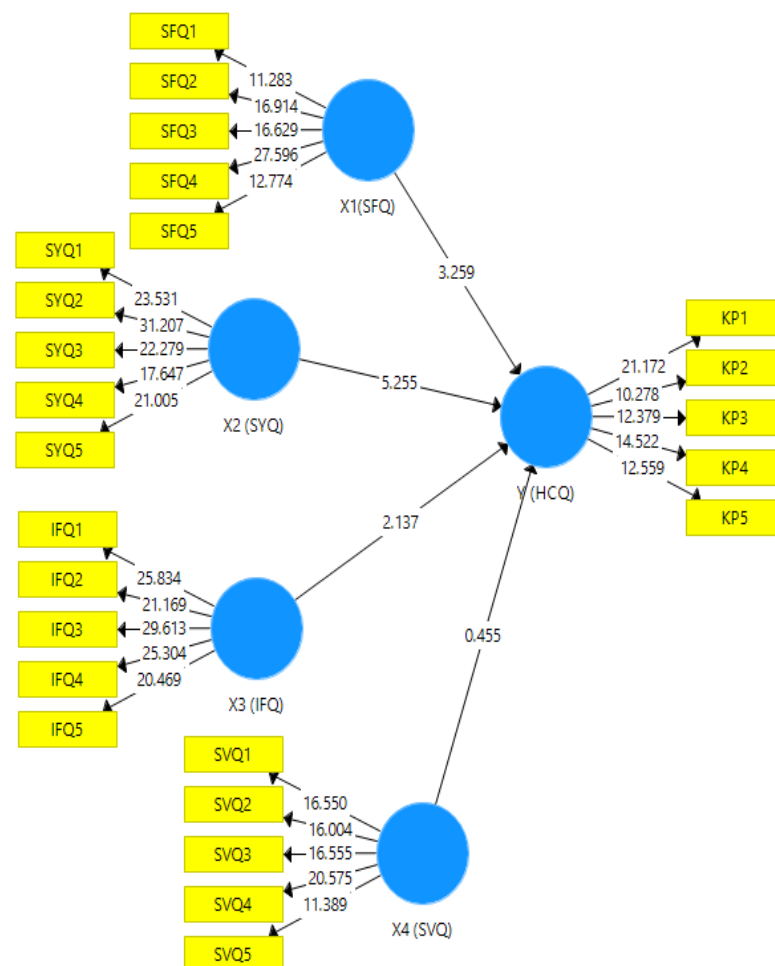 SFQ1
SFQ2
SFQ3
SFQ4
SFQ5
11.283
16.914
16.629
27.596
12.774
X1(SFQ)
3.259
SYQ1
SYQ2
SYQ3
SYQ4
SYQ5
23.531
31.207
22.279
17.647
21.005
X2 (SYQ)
5.255
KP1
KP2
KP3
KP4
KP5
21.172
10.278
12.379
14.522
12.559
Y (HCQ)
2.137
IFQ1
IFQ2
IFQ3
IFQ4
IFQ5
25.834
21.169
29.613
25.304
20.469
X3 (IFQ)
0.455
SVQ1
SVQ2
SVQ3
SVQ4
SVQ5
16.550
16.004
16.555
20.575
11.389
X4 (SVQ)